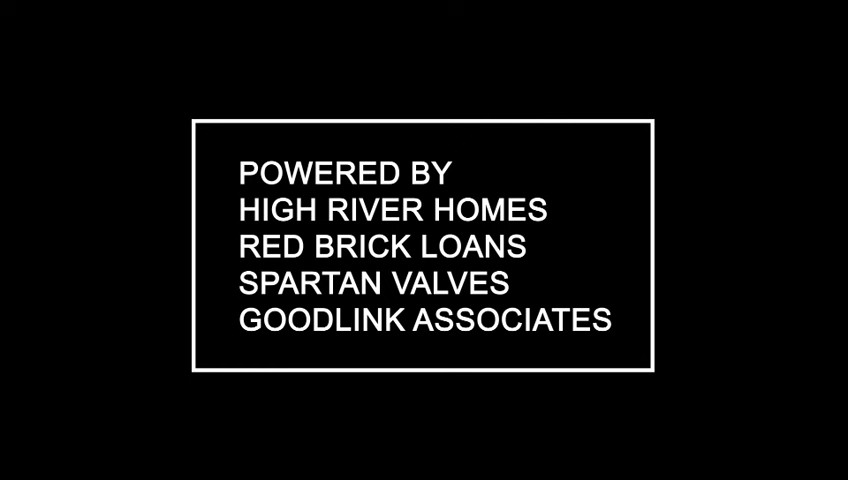 POWERED BY
HIGH RIVER HOMES
RED BRICK LOANS
SPARTAN VALVES
GOODLINK ASSOCIATES